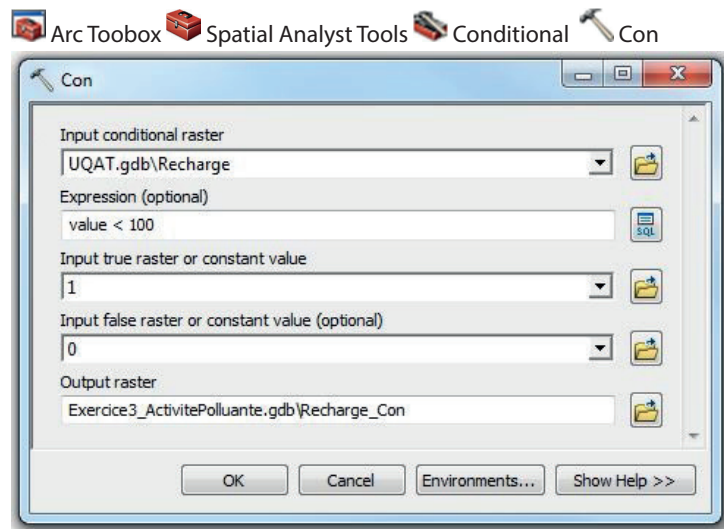 Arc Toobox Spatial Analyst Tools Conditional Con
Con
Input conditional raster
UQAT.gdb\Recharge
Expression (optional)
value < 100
SQL
Input true raster or constant value
1
Input false raster or constant value (optional)
0
Output raster
Exercice3_ActivitePolluante.gdb\Recharge_Con
OK Cancel Environments... Show Help >>